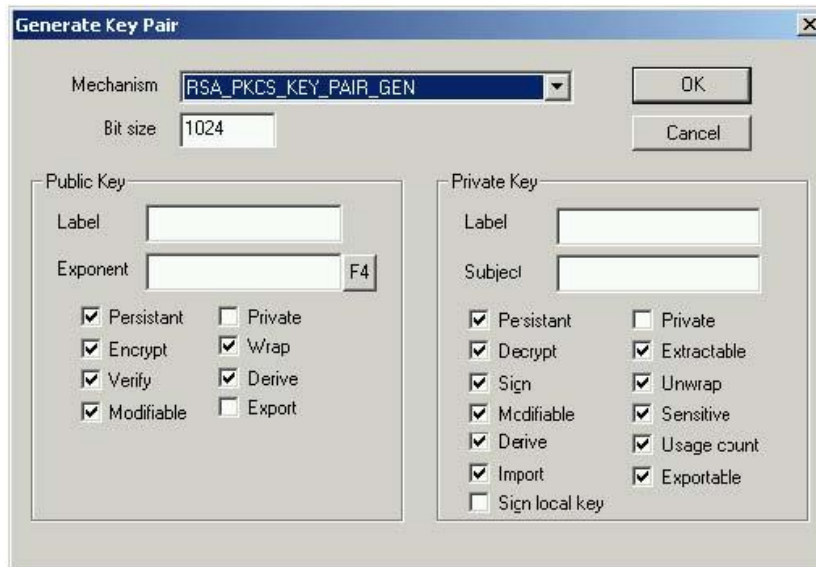 Generate Key Pair
Mechanism RSA_PKCS_KEY_PAIR_GEN OK
Bit size 1024 Cancel
Public Key
Label
Exponent F4
Persistant Private
Encrypt Wrap
Verify Derive
Modifiable Export
Private Key
Label
Subject
Persistant Private
Decrypt Extractable
Sign Unwrap
Modifiable Sensitive
Derive Usage count
Import Exportable
Sign local key